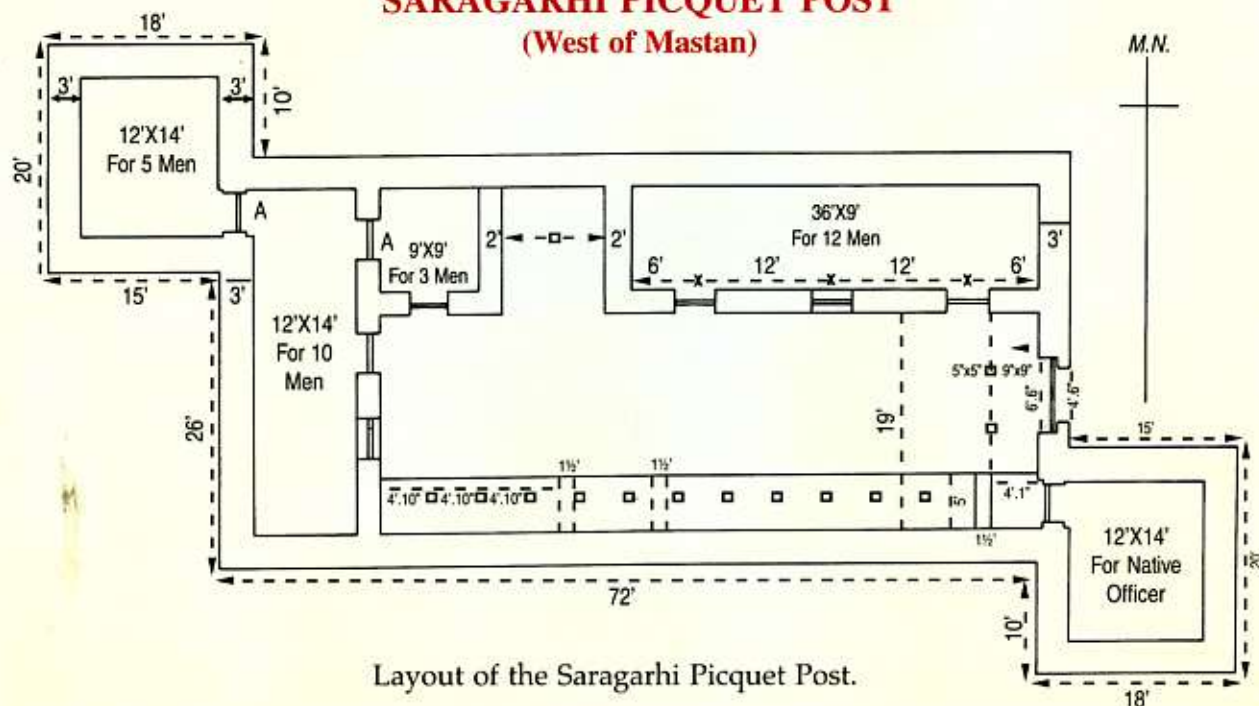 SARAGARHI PICQUET POST
(West of Mastan)
M.N.
18'
3'
3'
10'
20'
12'X14'
For 5 Men
A
A
9'X9'
For 3 Men
2'
2'
36'X9'
For 12 Men
3'
6'
12'
12'
6'
15'
3'
12'X14'
For 10
Men
5"x5"
9"x9"
6'.6"
4'.6"
15'
19'
26'
1½'
1½'
4'.10"
4'.10"
4'.10"
4'.1"
1½'
12'X14'
For Native
Officer
72'
10'
18'
Layout of the Saragarhi Picquet Post.